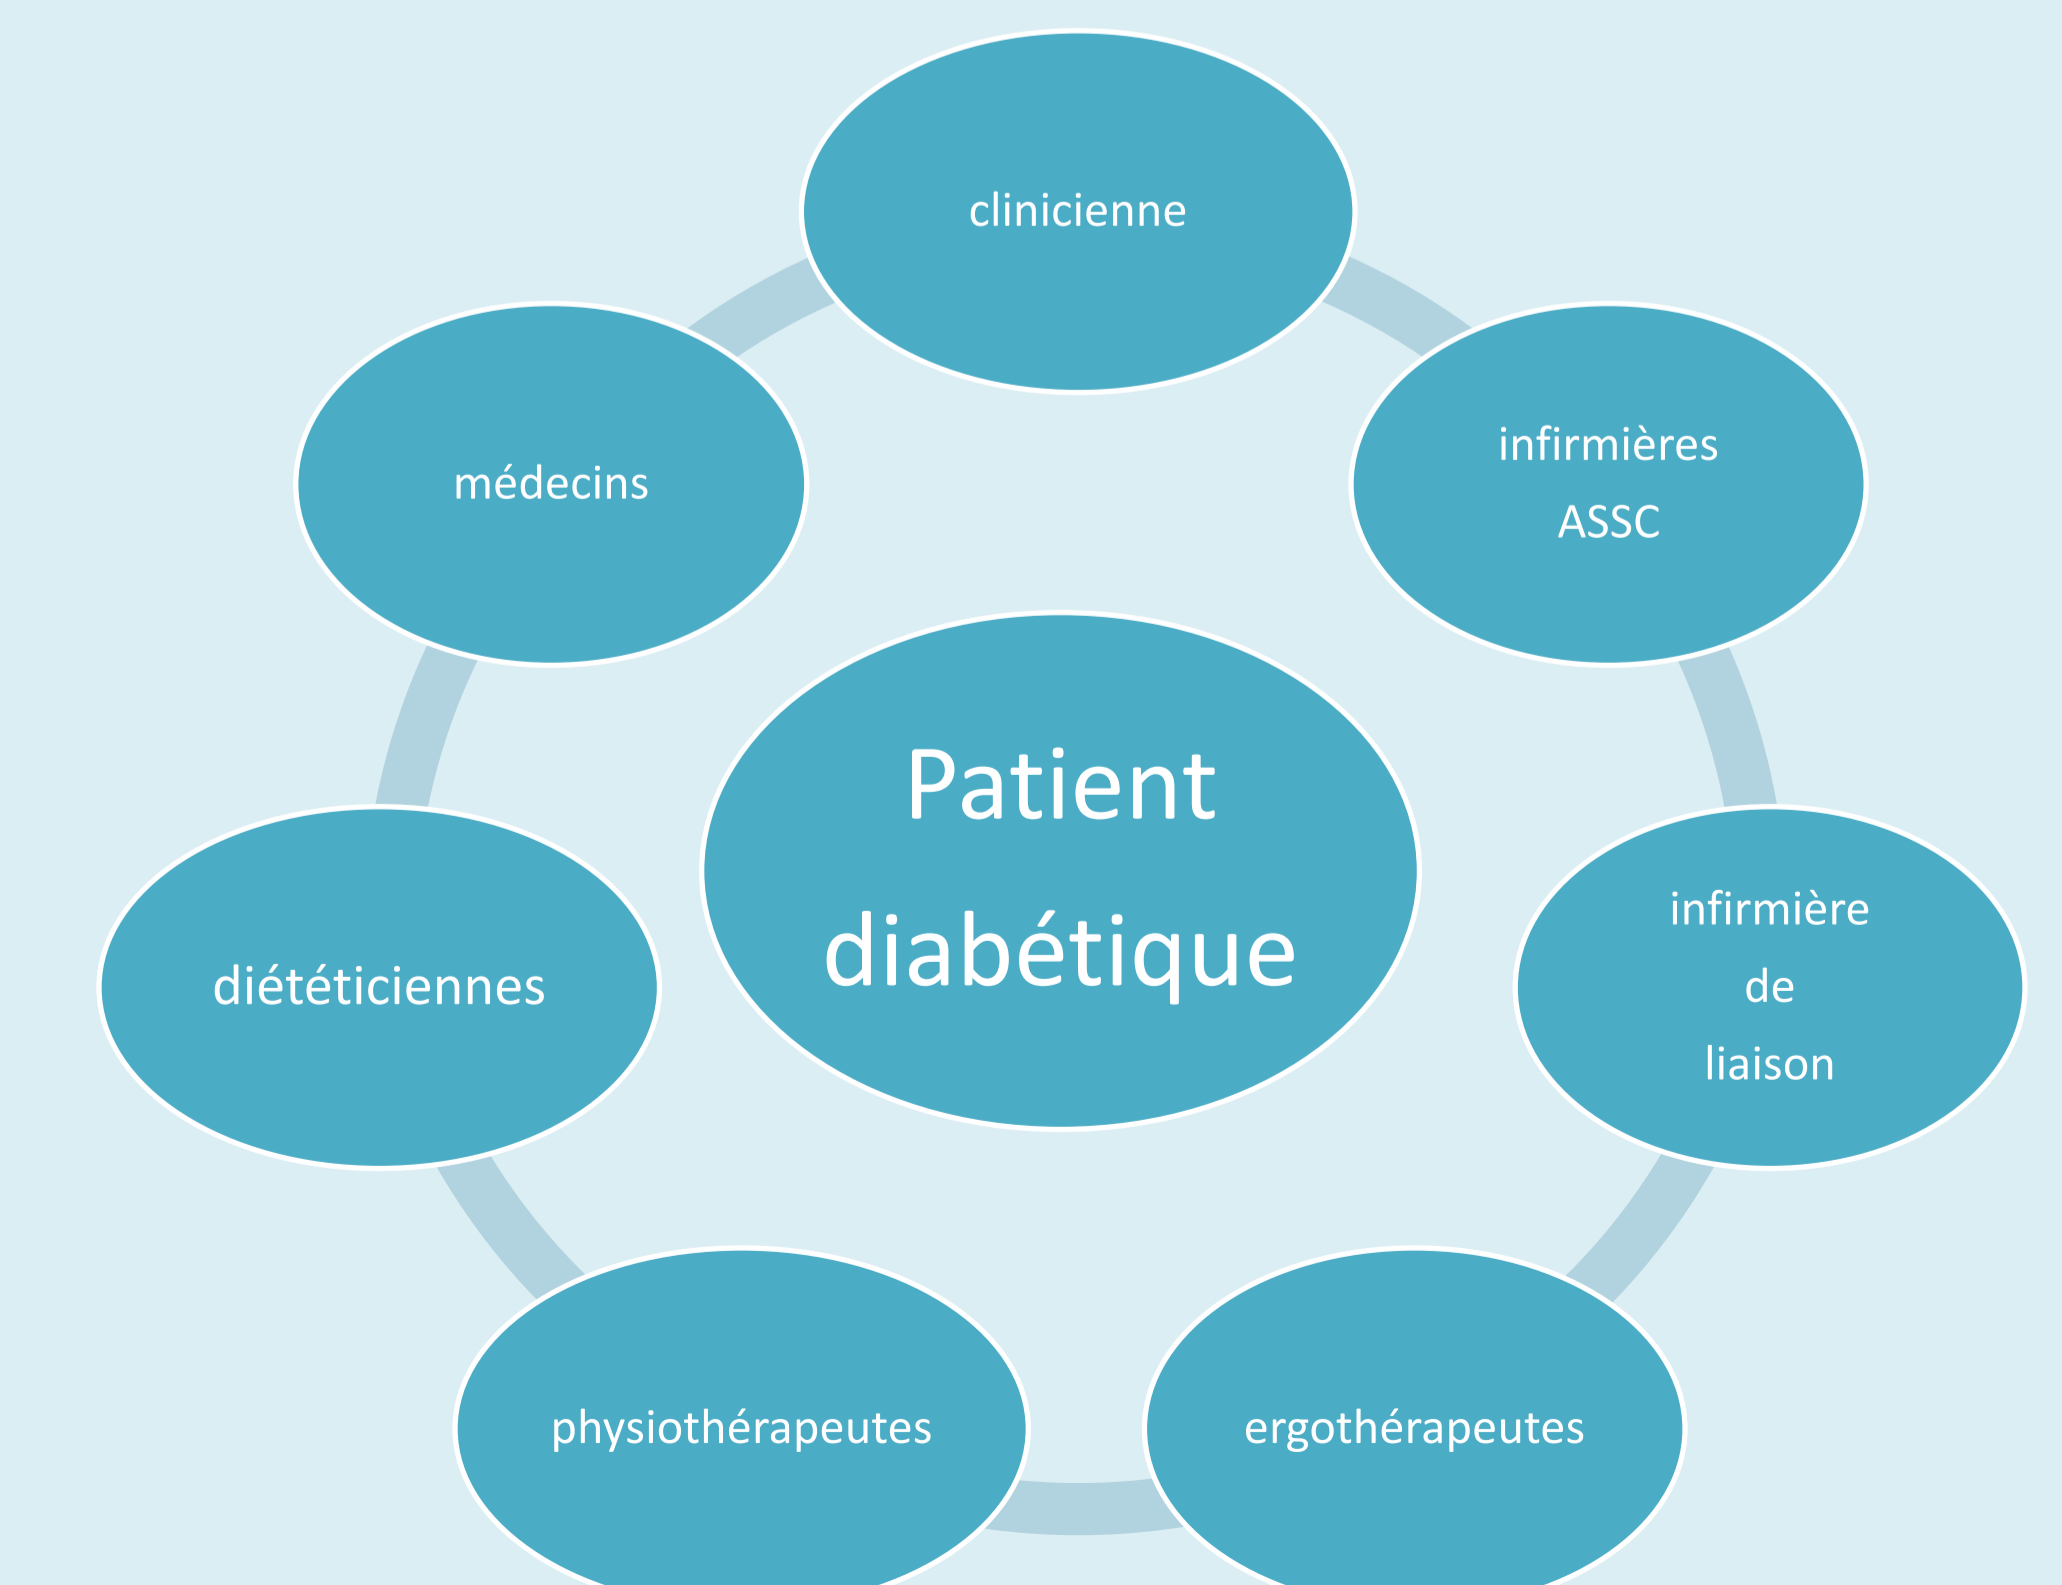 clinicienne
infirmières
ASSC
médecins
Patient
diabétique
infirmière
de
liaison
diététiciennes
physiothérapeutes
ergothérapeutes